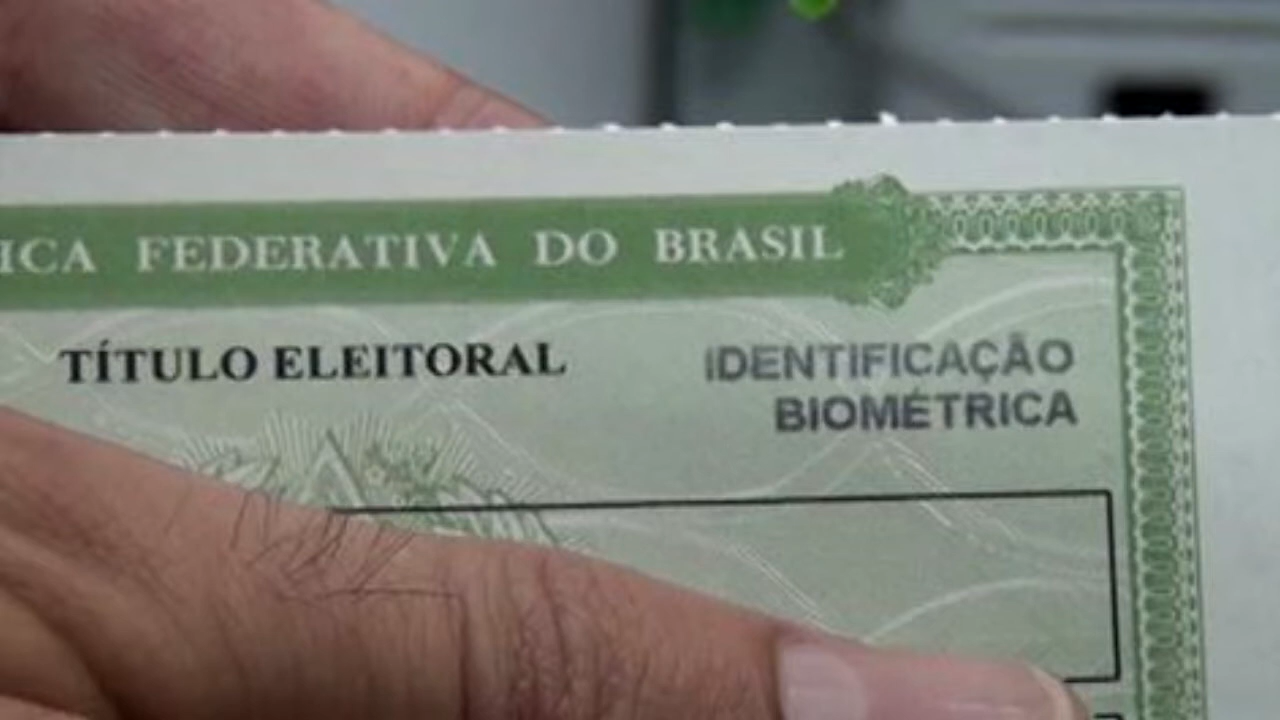 ICA FEDERATIVA DO BRASIL
TÍTULO ELEITORAL
IDENTIFICAÇÃO
BIOMÉTRICA